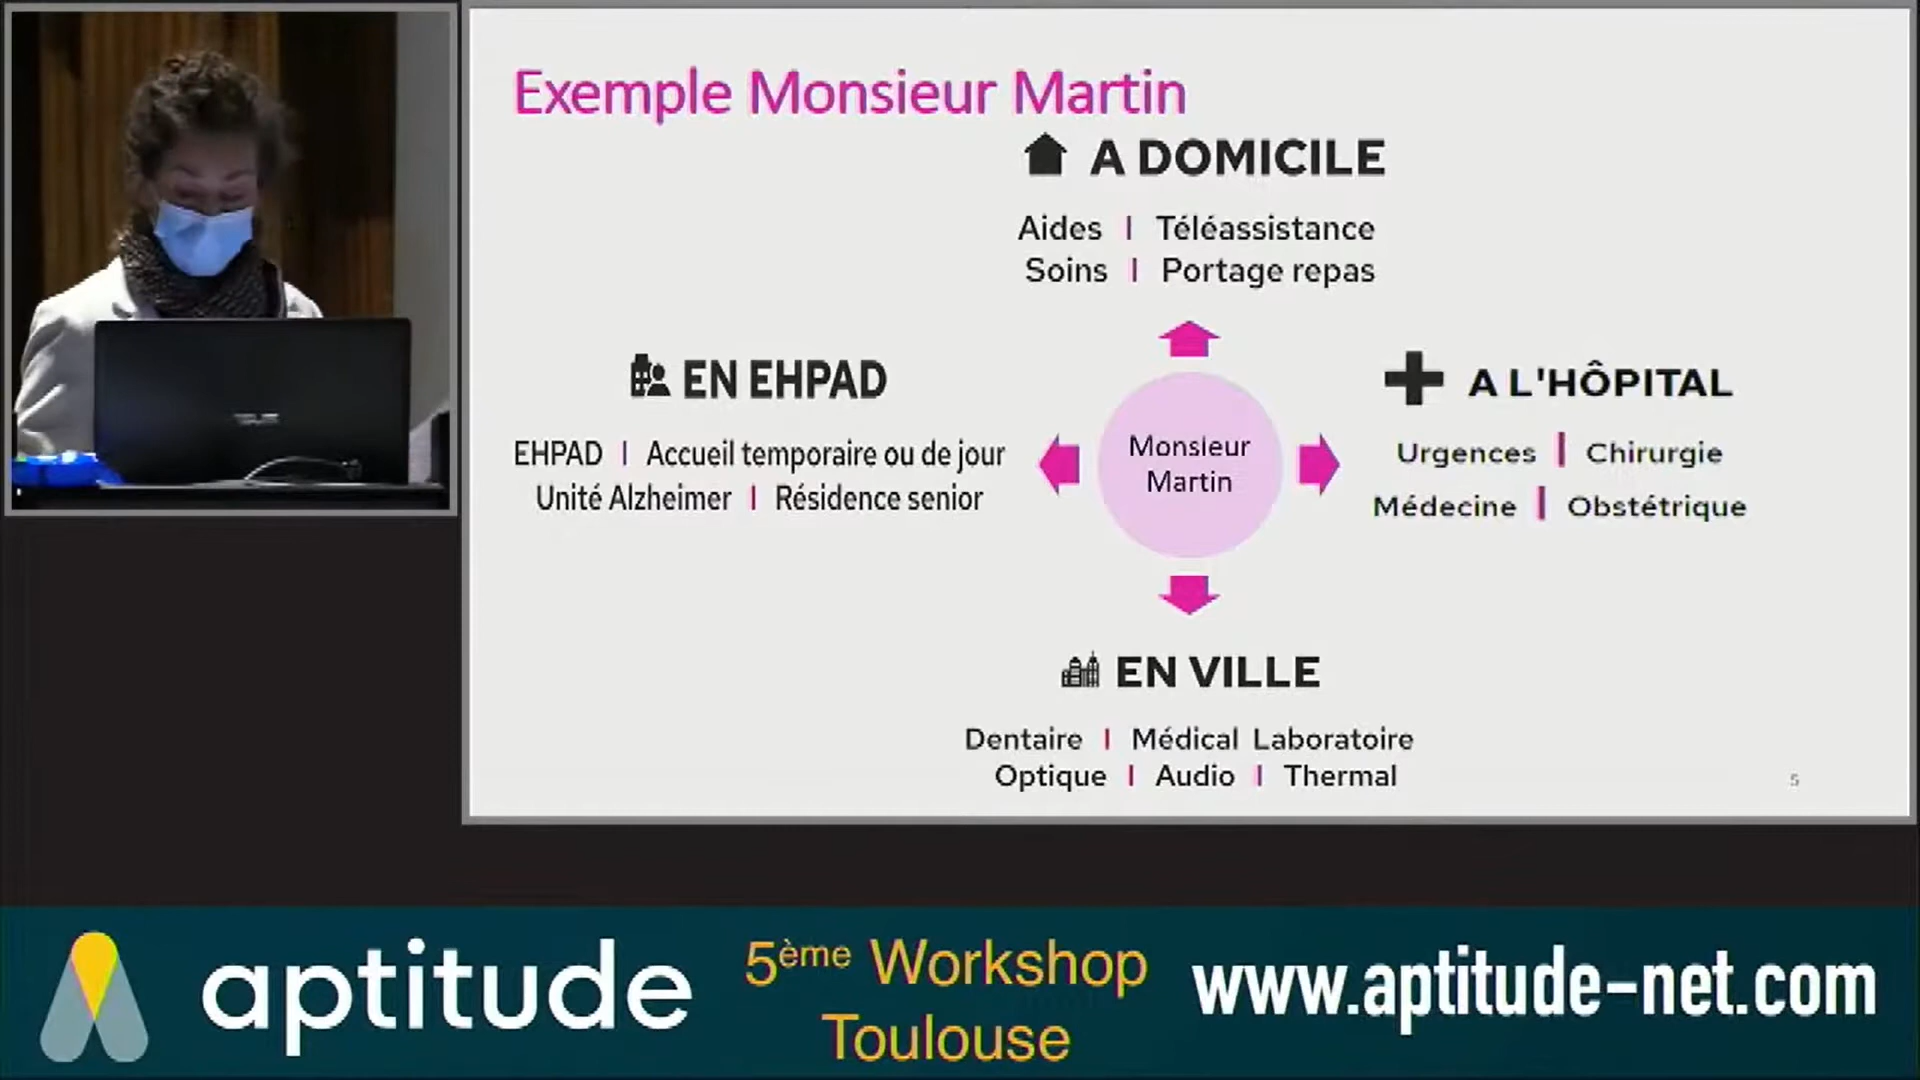 Exemple Monsieur Martin
A DOMICILE
Aides | Téléassistance
Soins | Portage repas
EN EHPAD
EHPAD | Accueil temporaire ou de jour
Unité Alzheimer | Résidence senior
Monsieur
Martin
A L'HÔPITAL
Urgences | Chirurgie
Médecine | Obstétrique
EN VILLE
Dentaire | Médical Laboratoire
Optique | Audio | Thermal
5
aptitude
5ème Workshop
Toulouse
www.aptitude-net.com